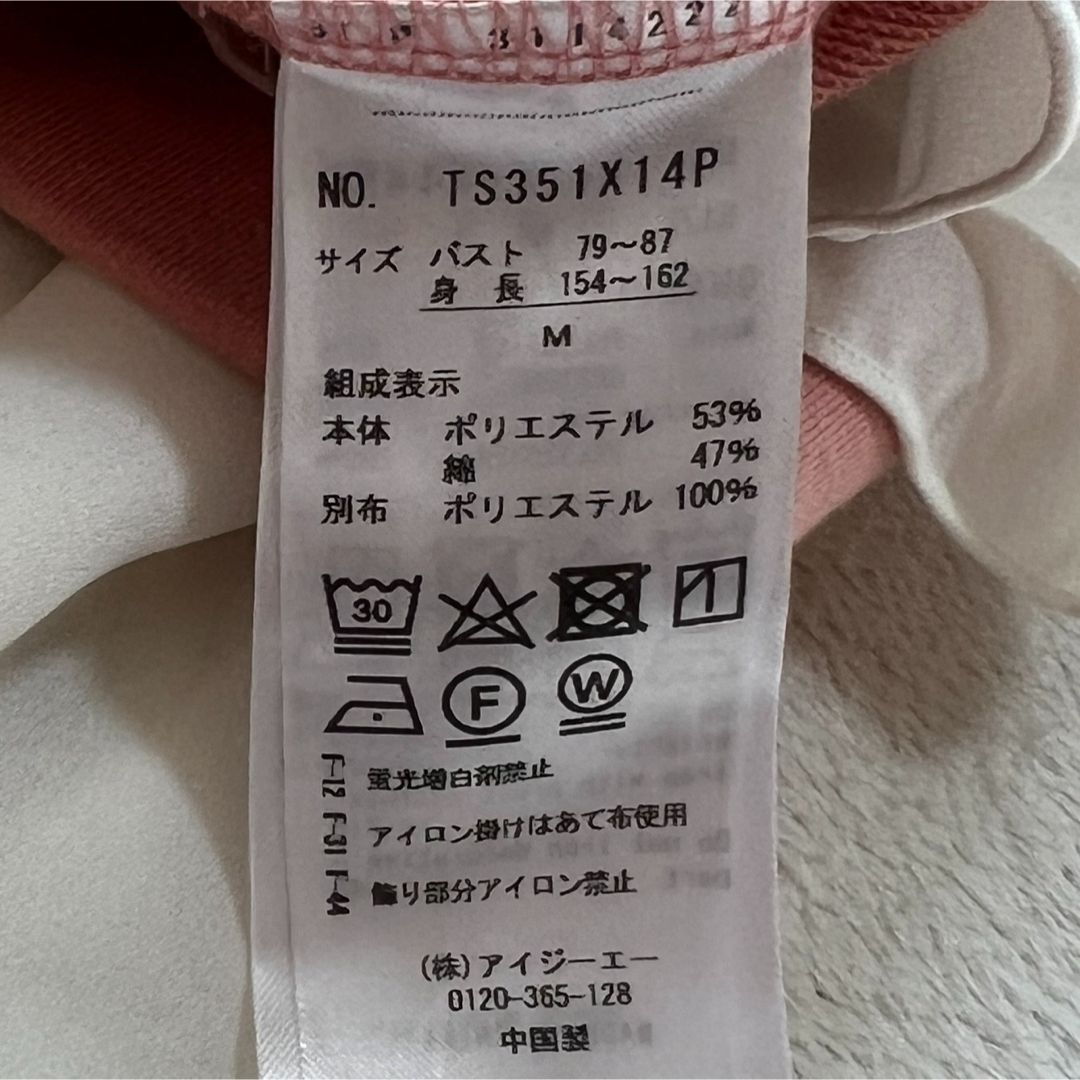 NO. TS351X14P
サイズ バスト 79～87
身長 154～162
M
組成表示
本体 ポリエステル 53%
綿 47%
別布 ポリエステル 100%
30
F
W
F-12 蛍光増白剤禁止
F-31 アイロン掛けはあて布使用
F-44 飾り部分アイロン禁止
(株)アイジーエー
0120-365-128
中国製